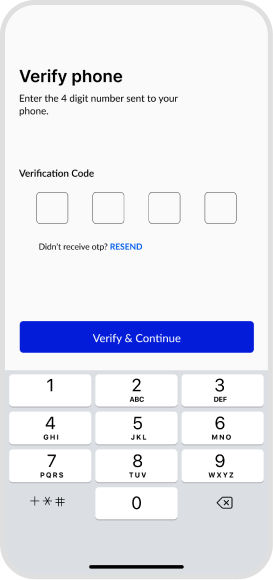 Verify phone
Enter the 4 digit number sent to your
phone.
Verification Code
Didn't receive otp? RESEND
Verify & Continue
1 2 3
ABC DEF
4 5 6
GHI JKL MNO
7 8 9
PQRS TUV WXYZ
+*# 0